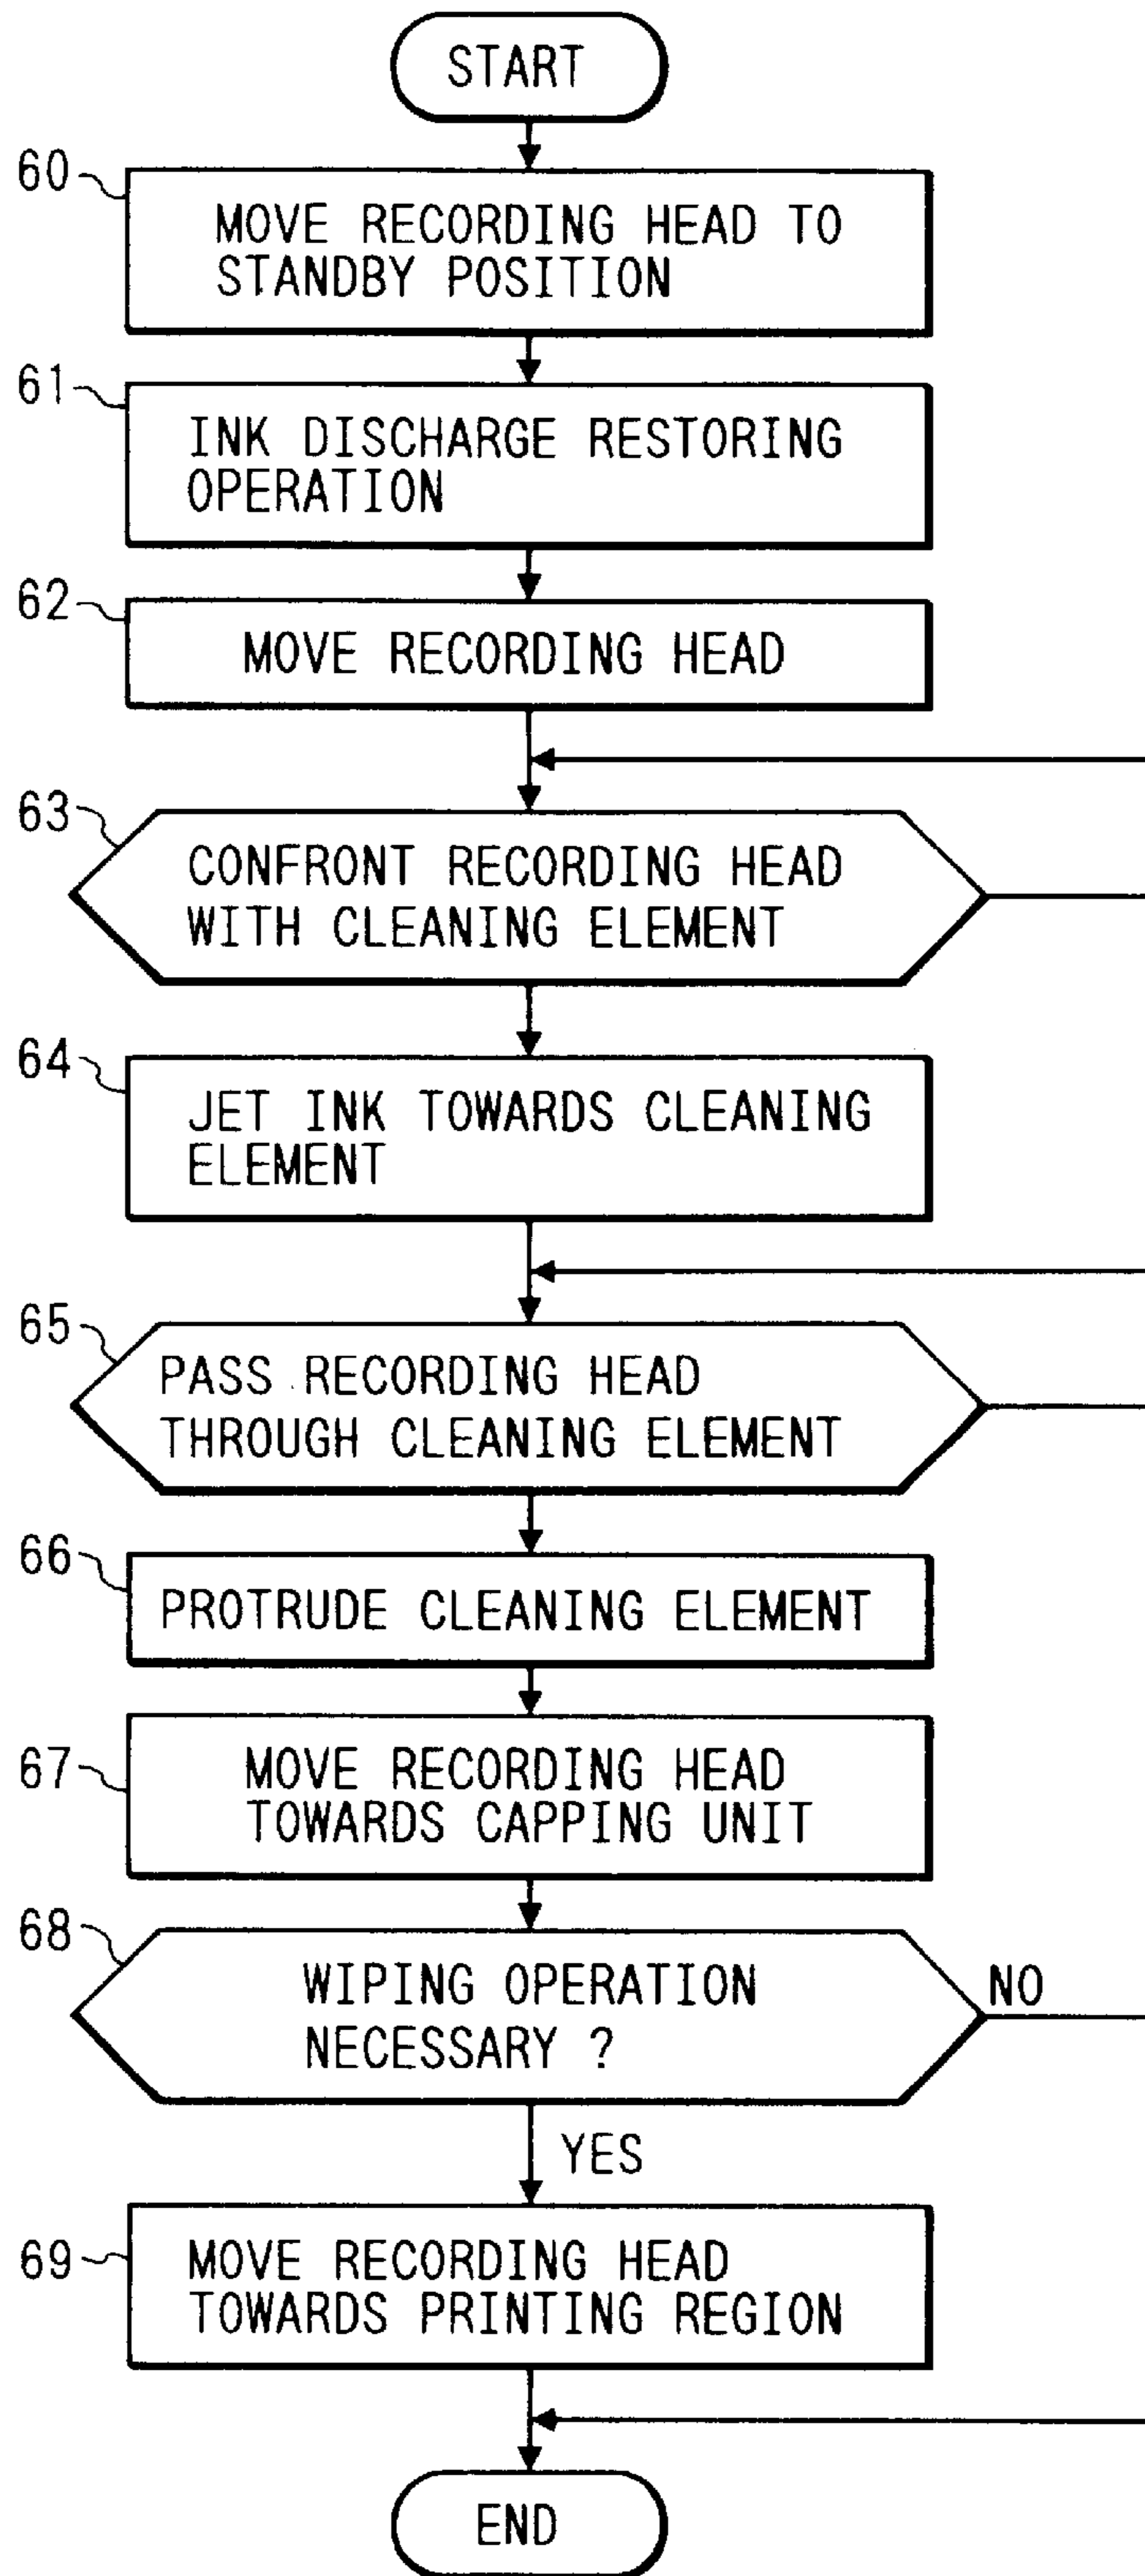 START
60
MOVE RECORDING HEAD TO
STANDBY POSITION
61
INK DISCHARGE RESTORING
OPERATION
62
MOVE RECORDING HEAD
63
CONFRONT RECORDING HEAD
WITH CLEANING ELEMENT
64
JET INK TOWARDS CLEANING
ELEMENT
65
PASS RECORDING HEAD
THROUGH CLEANING ELEMENT
66
PROTRUDE CLEANING ELEMENT
67
MOVE RECORDING HEAD
TOWARDS CAPPING UNIT
68
WIPING OPERATION
NECESSARY ?
NO
YES
69
MOVE RECORDING HEAD
TOWARDS PRINTING REGION
END